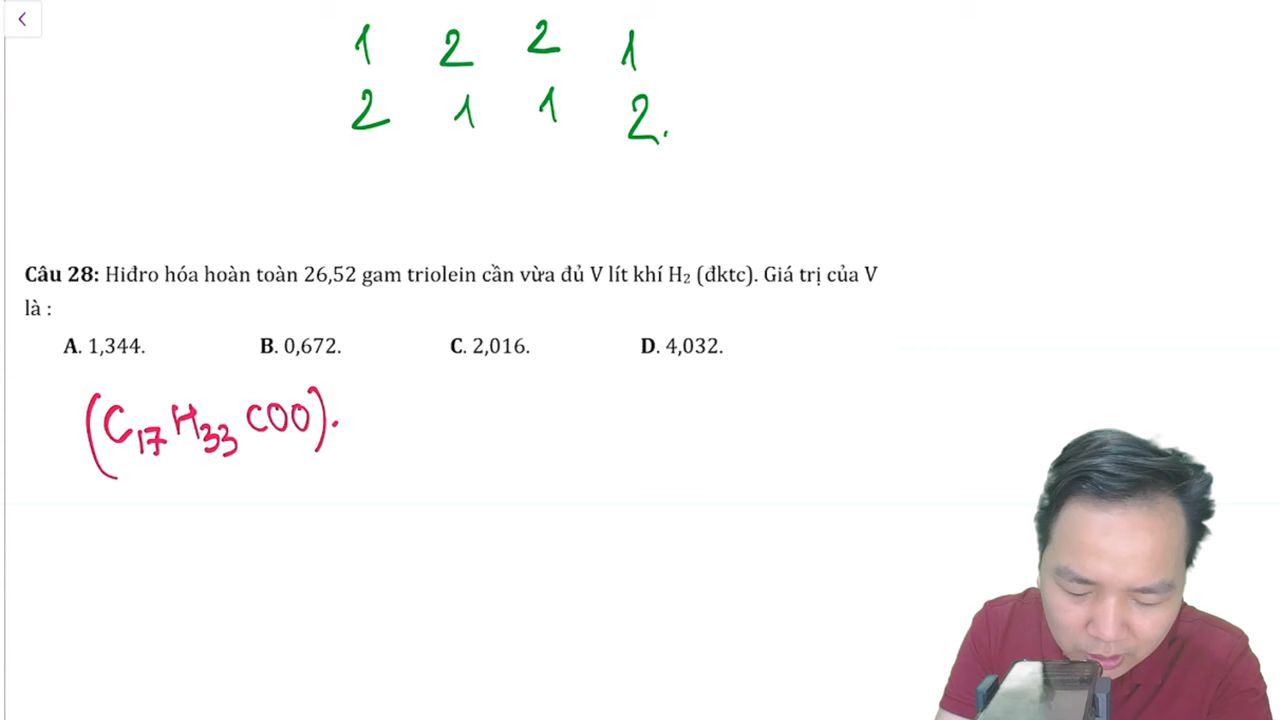 1 2 2 1
2 1 1 2.
Câu 28: Hiđro hóa hoàn toàn 26,52 gam triolein cần vừa đủ V lít khí H₂ (đktc). Giá trị của V
là :
A. 1,344. B. 0,672. C. 2,016. D. 4,032.
(C₁₇H₃₃COO).